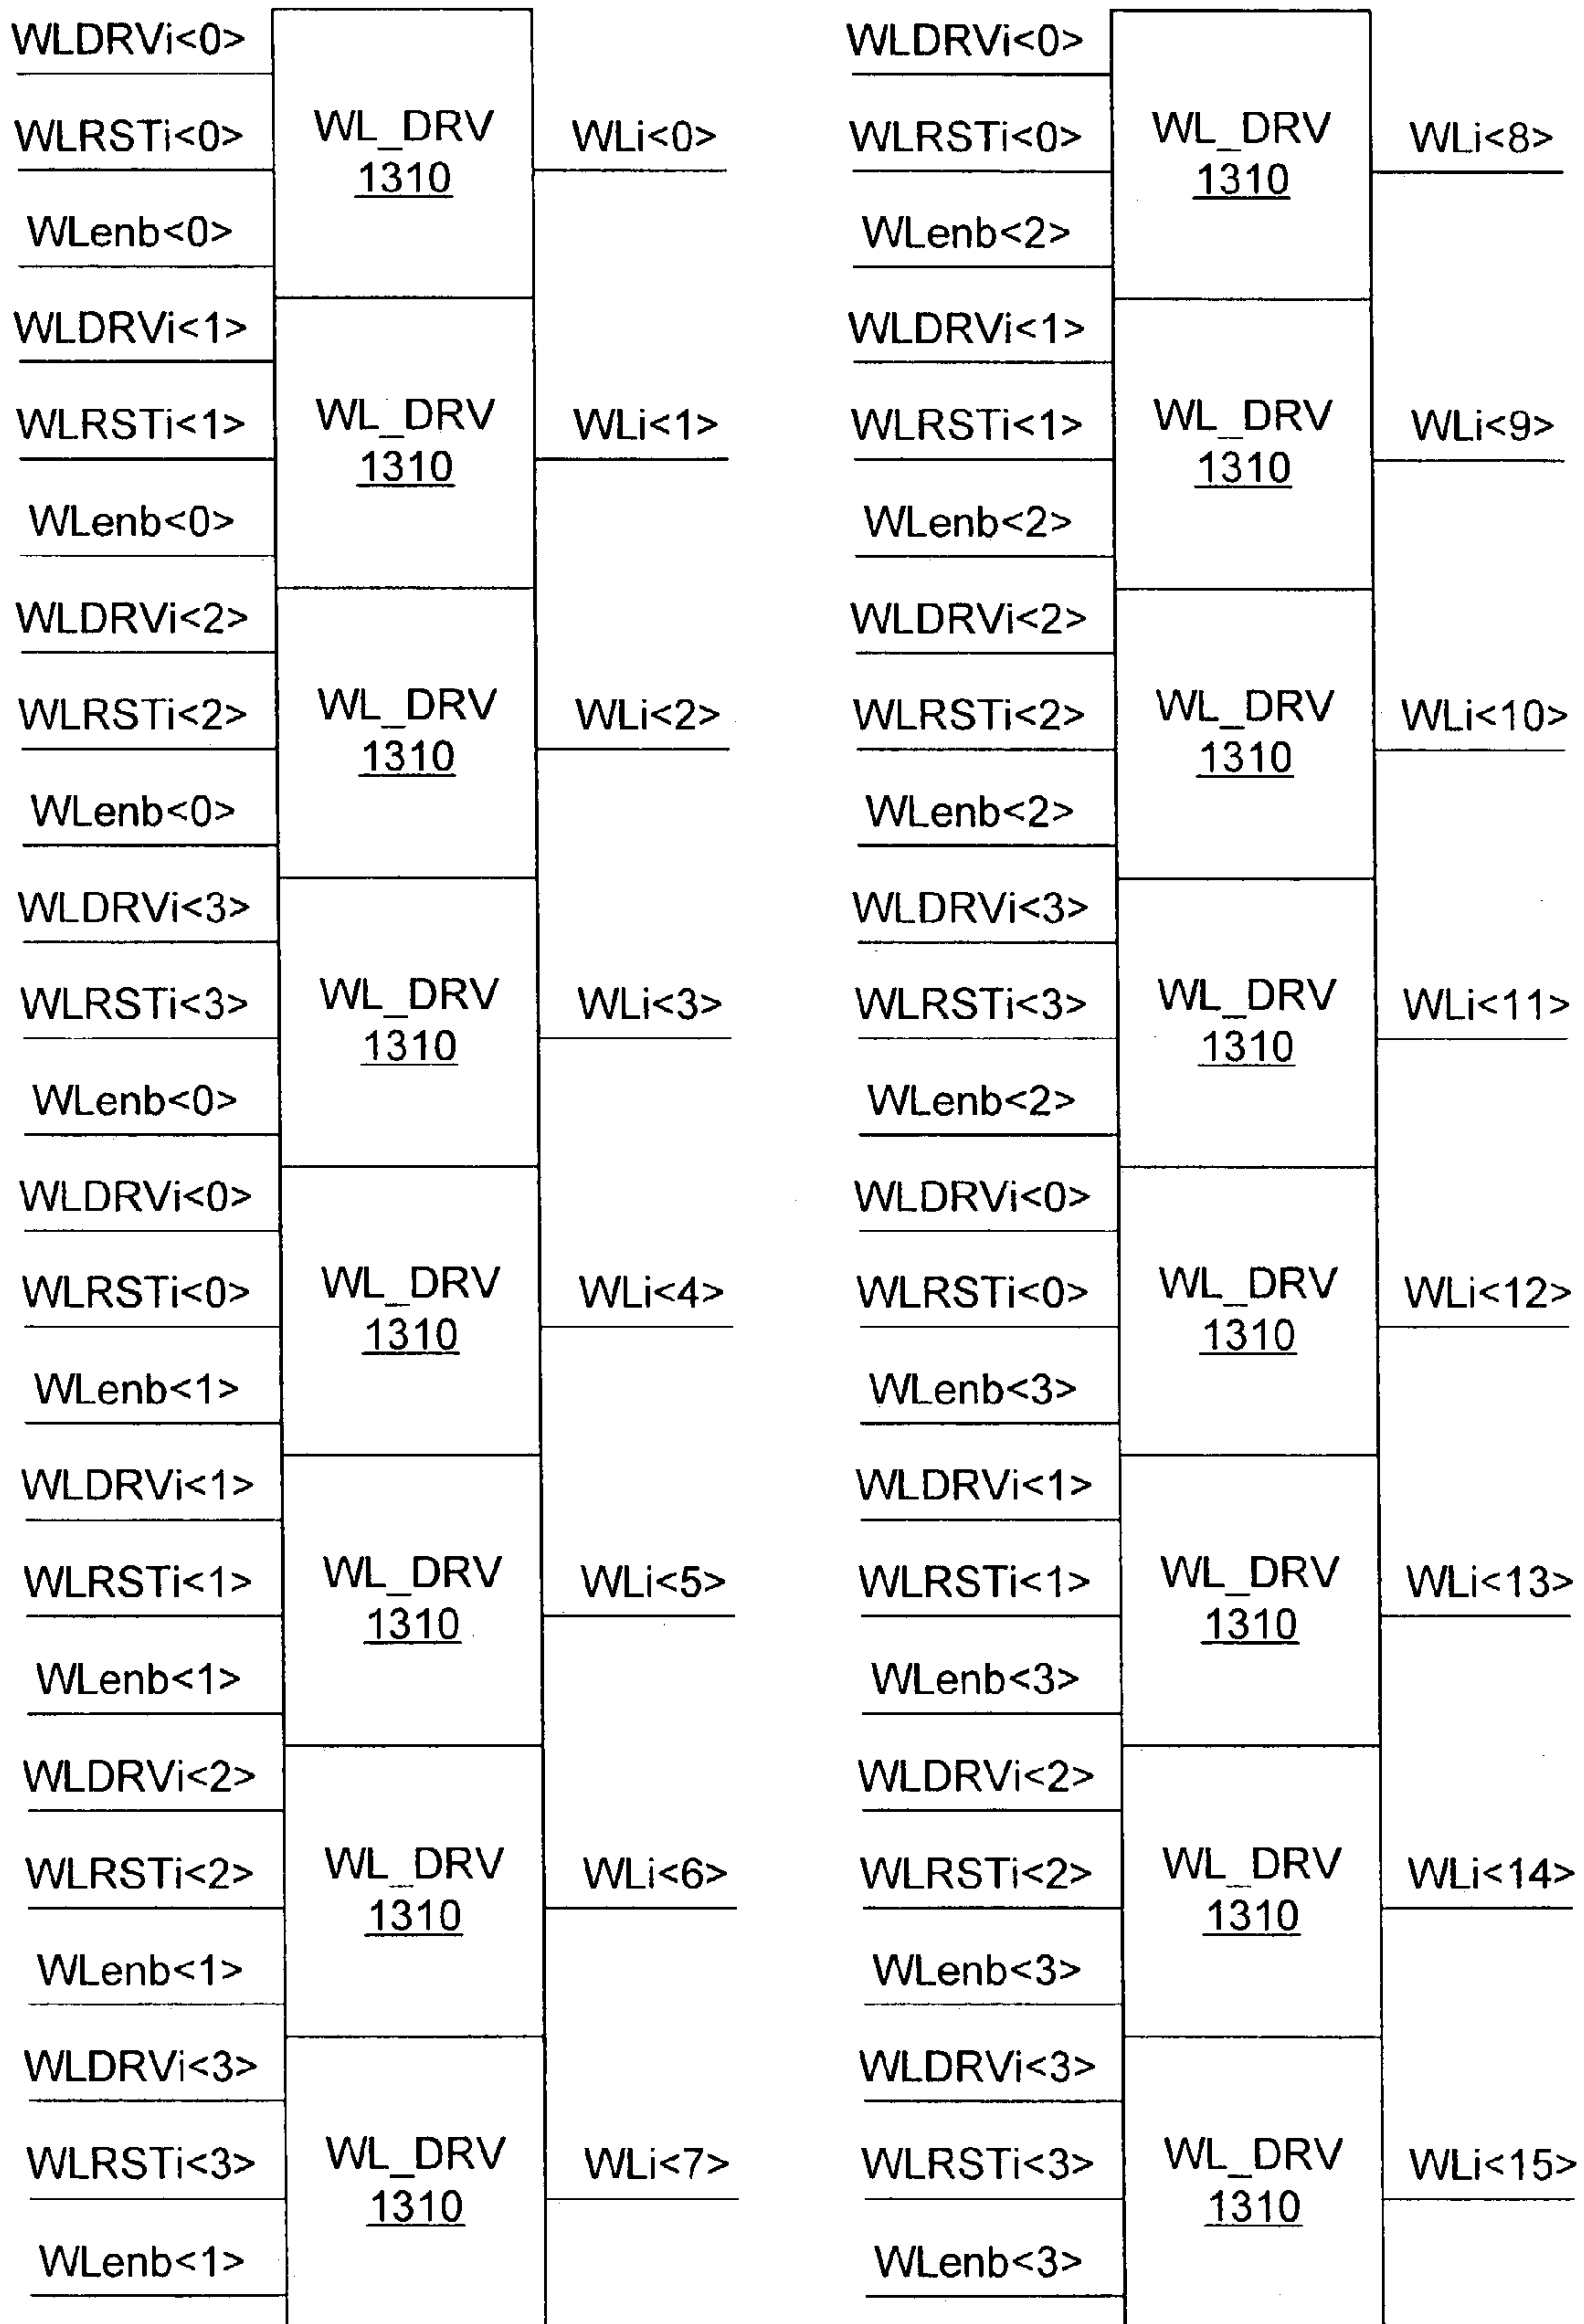 WLDRVi<0>
WLRSTi<0>
WL_DRV
1310
WLi<0>
WLenb<0>
WLDRVi<1>
WLRSTi<1>
WL_DRV
1310
WLi<1>
WLenb<0>
WLDRVi<2>
WLRSTi<2>
WL_DRV
1310
WLi<2>
WLenb<0>
WLDRVi<3>
WLRSTi<3>
WL_DRV
1310
WLi<3>
WLenb<0>
WLDRVi<0>
WLRSTi<0>
WL_DRV
1310
WLi<4>
WLenb<1>
WLDRVi<1>
WLRSTi<1>
WL_DRV
1310
WLi<5>
WLenb<1>
WLDRVi<2>
WLRSTi<2>
WL_DRV
1310
WLi<6>
WLenb<1>
WLDRVi<3>
WLRSTi<3>
WL_DRV
1310
WLi<7>
WLenb<1>
WLDRVi<0>
WLRSTi<0>
WL_DRV
1310
WLi<8>
WLenb<2>
WLDRVi<1>
WLRSTi<1>
WL_DRV
1310
WLi<9>
WLenb<2>
WLDRVi<2>
WLRSTi<2>
WL_DRV
1310
WLi<10>
WLenb<2>
WLDRVi<3>
WLRSTi<3>
WL_DRV
1310
WLi<11>
WLenb<2>
WLDRVi<0>
WLRSTi<0>
WL_DRV
1310
WLi<12>
WLenb<3>
WLDRVi<1>
WLRSTi<1>
WL_DRV
1310
WLi<13>
WLenb<3>
WLDRVi<2>
WLRSTi<2>
WL_DRV
1310
WLi<14>
WLenb<3>
WLDRVi<3>
WLRSTi<3>
WL_DRV
1310
WLi<15>
WLenb<3>